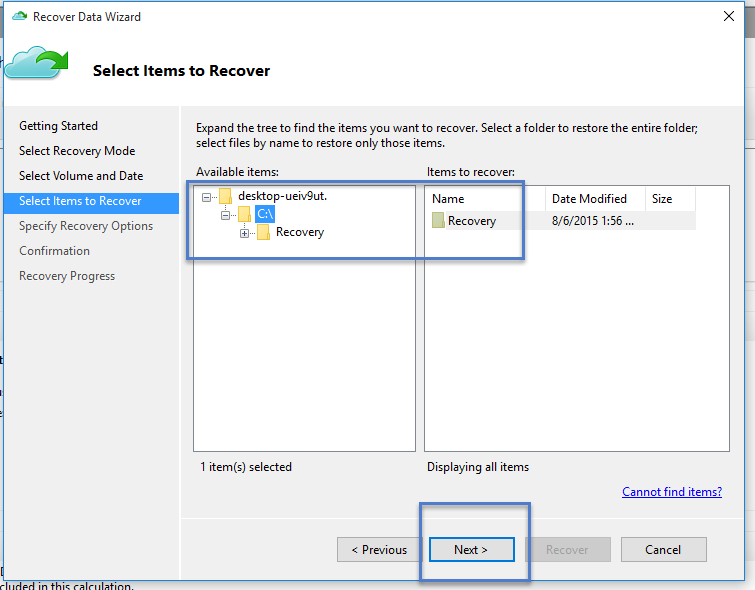 Recover Data Wizard
Select Items to Recover
Getting Started
Select Recovery Mode
Select Volume and Date
Select Items to Recover
Specify Recovery Options
Confirmation
Recovery Progress
Expand the tree to find the items you want to recover. Select a folder to restore the entire folder;
select files by name to restore only those items.
Available items:
desktop-ueiv9ut.
C:\
Recovery
1 item(s) selected
Items to recover:
Name Date Modified Size
Recovery 8/6/2015 1:56 ...
Displaying all items
Cannot find items?
< Previous Next > Recover Cancel
cluded in this calculation.